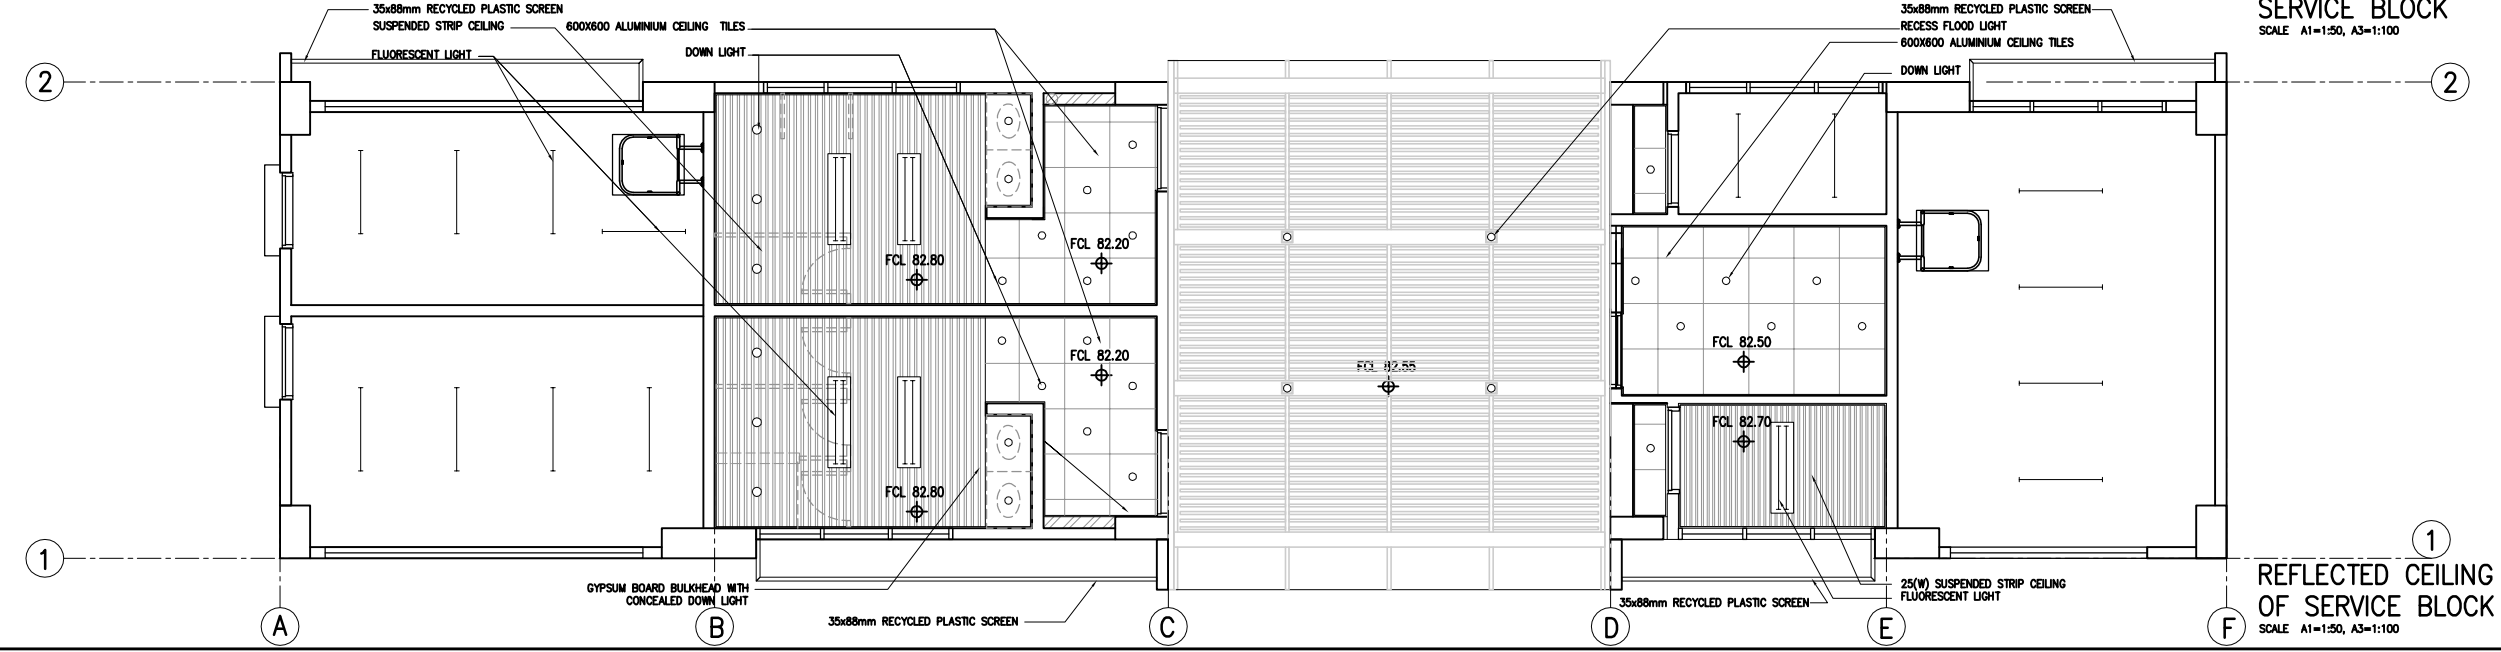 35x88mm RECYCLED PLASTIC SCREEN
SUSPENDED STRIP CEILING
600X600 ALUMINIUM CEILING TILES
FLUORESCENT LIGHT
DOWN LIGHT
35x88mm RECYCLED PLASTIC SCREEN
RECESS FLOOD LIGHT
600X600 ALUMINIUM CEILING TILES
DOWN LIGHT
SERVICE BLOCK
SCALE A1=1:50, A3=1:100
2
2
FCL 82.80
FCL 82.20
FCL 82.20
FCL 82.55
FCL 82.50
FCL 82.70
FCL 82.80
1
1
GYPSUM BOARD BULKHEAD WITH
CONCEALED DOWN LIGHT
35x88mm RECYCLED PLASTIC SCREEN
35x88mm RECYCLED PLASTIC SCREEN
25(W) SUSPENDED STRIP CEILING
FLUORESCENT LIGHT
REFLECTED CEILING
OF SERVICE BLOCK
SCALE A1=1:50, A3=1:100
A
B
C
D
E
F